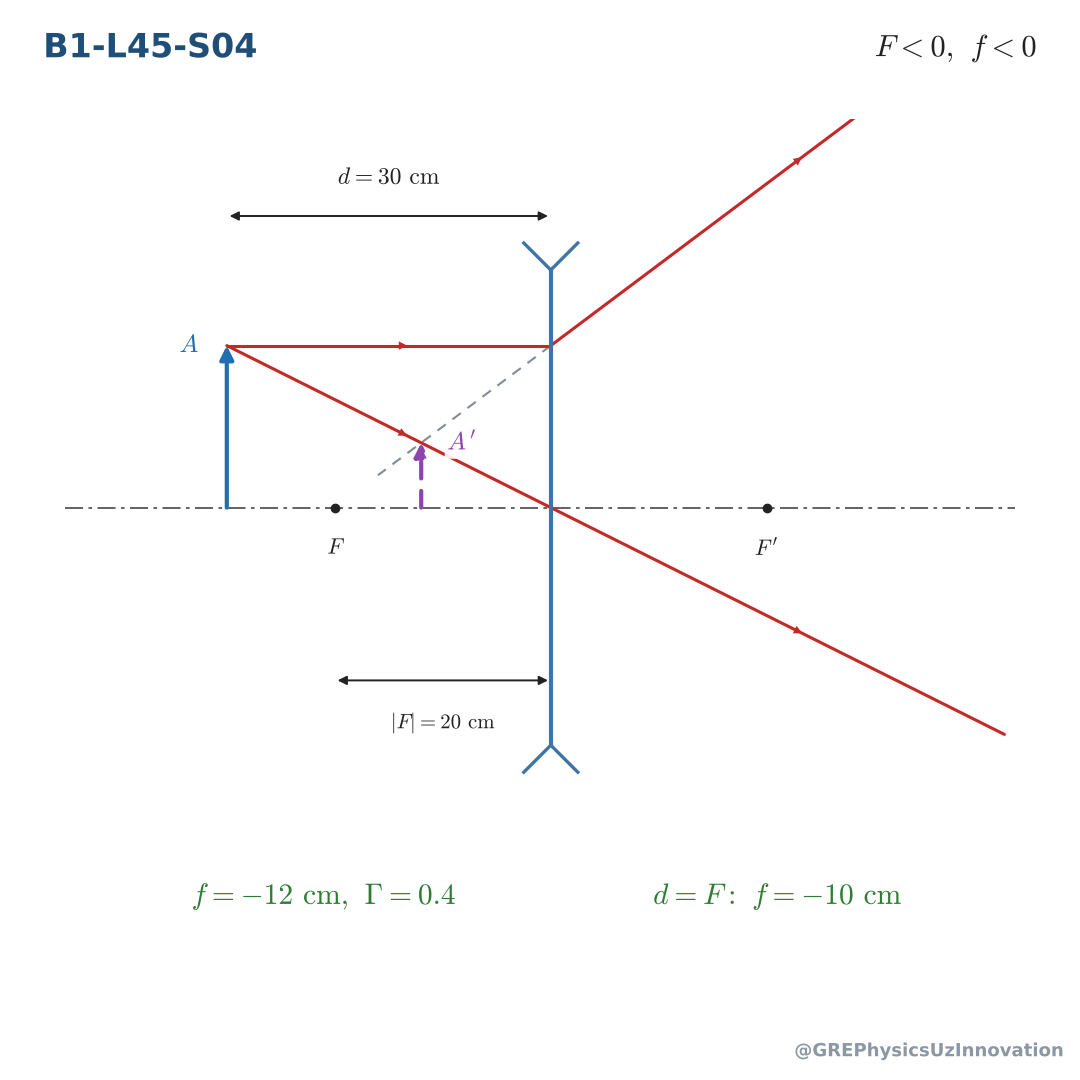 B1-L45-S04
F < 0, f < 0
d = 30 cm
A
A′
F
F′
|F| = 20 cm
f = −12 cm, Γ = 0.4
d = F: f = −10 cm
@GREPhysicsUzInnovation